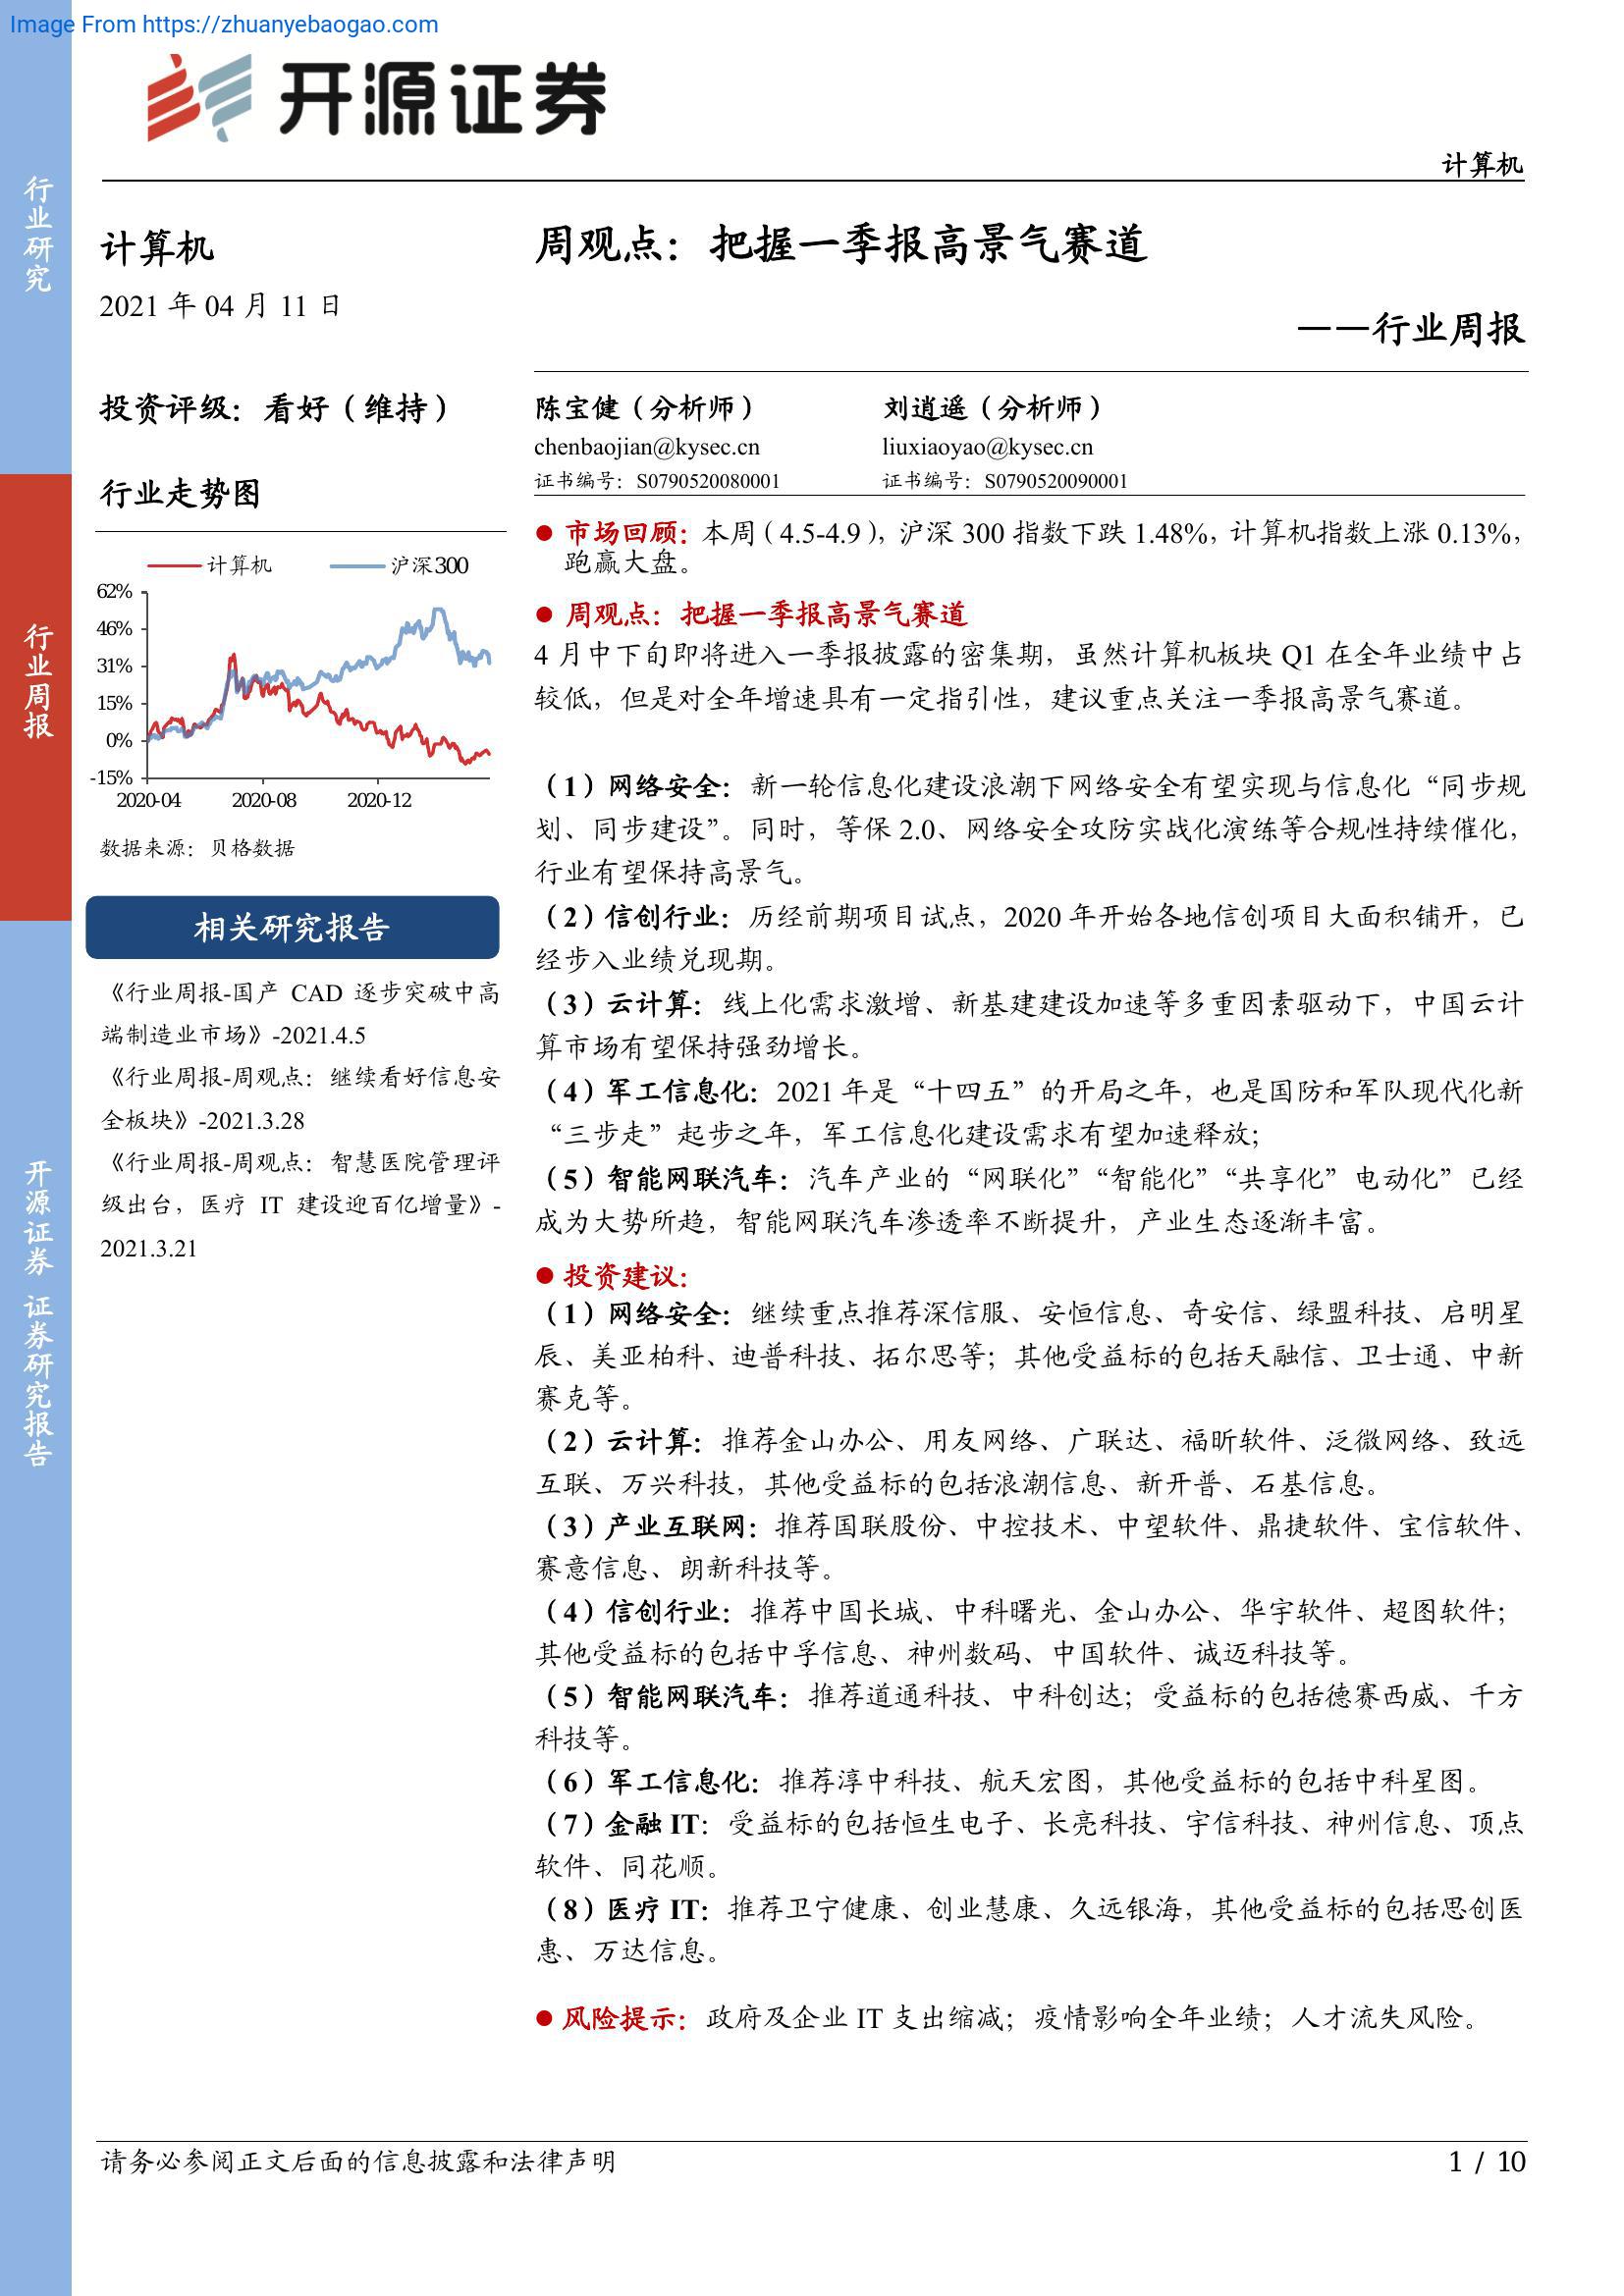 Image From https://zhuanyebaogao.com
开源证券
计算机
行业研究
行业周报
开源证券 证券研究报告
计算机
2021 年 04 月 11 日
投资评级：看好（维持）
行业走势图
计算机 沪深300
62%
46%
31%
15%
0%
-15%
2020-04 2020-08 2020-12
数据来源：贝格数据
相关研究报告
《行业周报-国产 CAD 逐步突破中高
端制造业市场》-2021.4.5
《行业周报-周观点：继续看好信息安
全板块》-2021.3.28
《行业周报-周观点：智慧医院管理评
级出台，医疗 IT 建设迎百亿增量》-
2021.3.21
周观点：把握一季报高景气赛道
——行业周报
陈宝健（分析师） 刘逍遥（分析师）
chenbaojian@kysec.cn liuxiaoyao@kysec.cn
证书编号：S0790520080001 证书编号：S0790520090001
● 市场回顾：本周（4.5-4.9），沪深 300 指数下跌 1.48%，计算机指数上涨 0.13%，
跑赢大盘。
● 周观点：把握一季报高景气赛道
4 月中下旬即将进入一季报披露的密集期，虽然计算机板块 Q1 在全年业绩中占
较低，但是对全年增速具有一定指引性，建议重点关注一季报高景气赛道。
（1）网络安全：新一轮信息化建设浪潮下网络安全有望实现与信息化“同步规
划、同步建设”。同时，等保 2.0、网络安全攻防实战化演练等合规性持续催化，
行业有望保持高景气。
（2）信创行业：历经前期项目试点，2020 年开始各地信创项目大面积铺开，已
经步入业绩兑现期。
（3）云计算：线上化需求激增、新基建建设加速等多重因素驱动下，中国云计
算市场有望保持强劲增长。
（4）军工信息化：2021 年是“十四五”的开局之年，也是国防和军队现代化新
“三步走”起步之年，军工信息化建设需求有望加速释放；
（5）智能网联汽车：汽车产业的“网联化”“智能化”“共享化”电动化”已经
成为大势所趋，智能网联汽车渗透率不断提升，产业生态逐渐丰富。
● 投资建议：
（1）网络安全：继续重点推荐深信服、安恒信息、奇安信、绿盟科技、启明星
辰、美亚柏科、迪普科技、拓尔思等；其他受益标的包括天融信、卫士通、中新
赛克等。
（2）云计算：推荐金山办公、用友网络、广联达、福昕软件、泛微网络、致远
互联、万兴科技，其他受益标的包括浪潮信息、新开普、石基信息。
（3）产业互联网：推荐国联股份、中控技术、中望软件、鼎捷软件、宝信软件、
赛意信息、朗新科技等。
（4）信创行业：推荐中国长城、中科曙光、金山办公、华宇软件、超图软件；
其他受益标的包括中孚信息、神州数码、中国软件、诚迈科技等。
（5）智能网联汽车：推荐道通科技、中科创达；受益标的包括德赛西威、千方
科技等。
（6）军工信息化：推荐淳中科技、航天宏图，其他受益标的包括中科星图。
（7）金融 IT：受益标的包括恒生电子、长亮科技、宇信科技、神州信息、顶点
软件、同花顺。
（8）医疗 IT：推荐卫宁健康、创业慧康、久远银海，其他受益标的包括思创医
惠、万达信息。
● 风险提示：政府及企业 IT 支出缩减；疫情影响全年业绩；人才流失风险。
请务必参阅正文后面的信息披露和法律声明
1 / 10